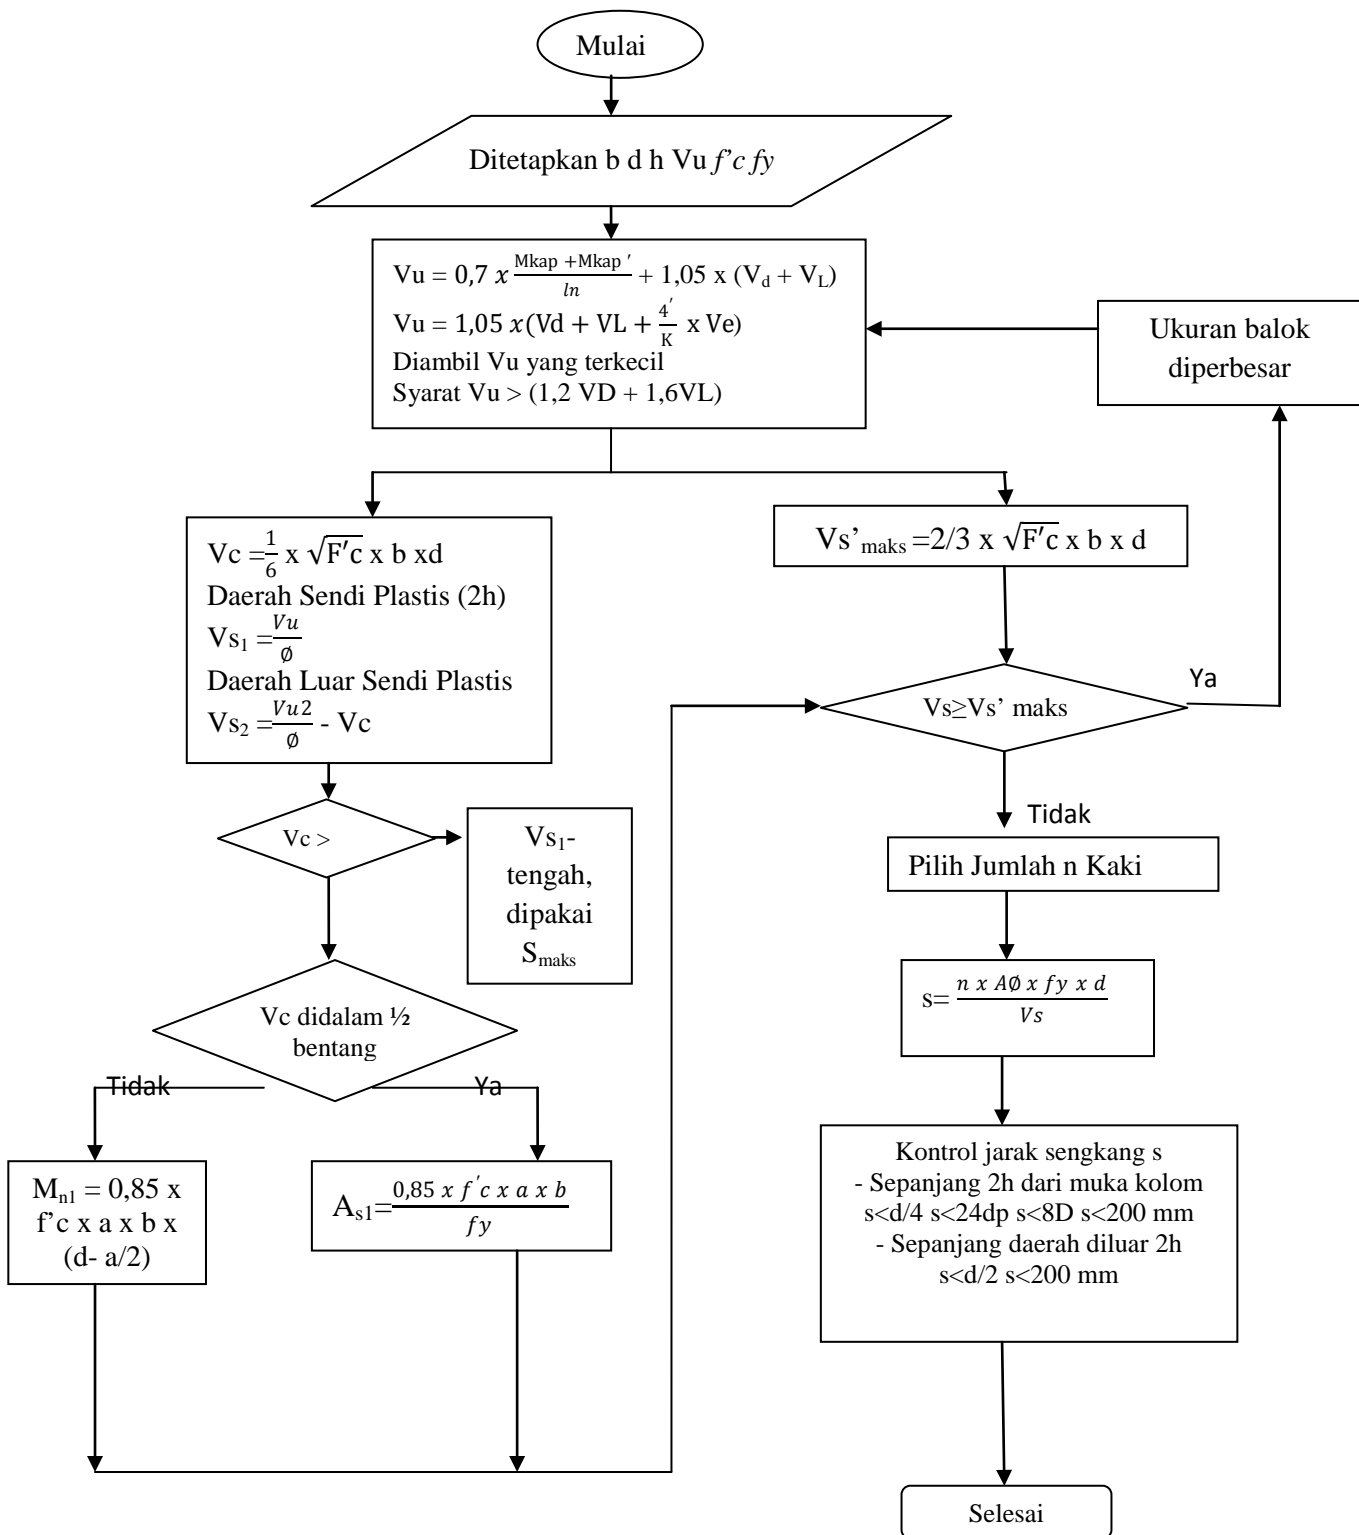 Mulai
Ditetapkan b d h Vu f'c fy
Vu = 0,7 x (Mkap + Mkap ′)/ln + 1,05 x (V_d + V_L)
Vu = 1,05 x(Vd + VL + 4′/K x Ve)
Diambil Vu yang terkecil
Syarat Vu > (1,2 VD + 1,6VL)
Ukuran balok
diperbesar
Vc =1/6 x √F′c x b xd
Daerah Sendi Plastis (2h)
Vs₁ =Vu/∅
Daerah Luar Sendi Plastis
Vs₂ =Vu2/∅ - Vc
Vs'maks =2/3 x √F′c x b x d
Vs≥Vs' maks
Ya
Tidak
Vc >
Vs₁-
tengah,
dipakai
Smaks
Pilih Jumlah n Kaki
s= (n x A∅ x fy x d)/Vs
Vc didalam ½
bentang
Tidak
Ya
Mn1 = 0,85 x
f'c x a x b x
(d- a/2)
As1=(0,85 x f′c x a x b)/fy
Kontrol jarak sengkang s
- Sepanjang 2h dari muka kolom
s<d/4 s<24dp s<8D s<200 mm
- Sepanjang daerah diluar 2h
s<d/2 s<200 mm
Selesai